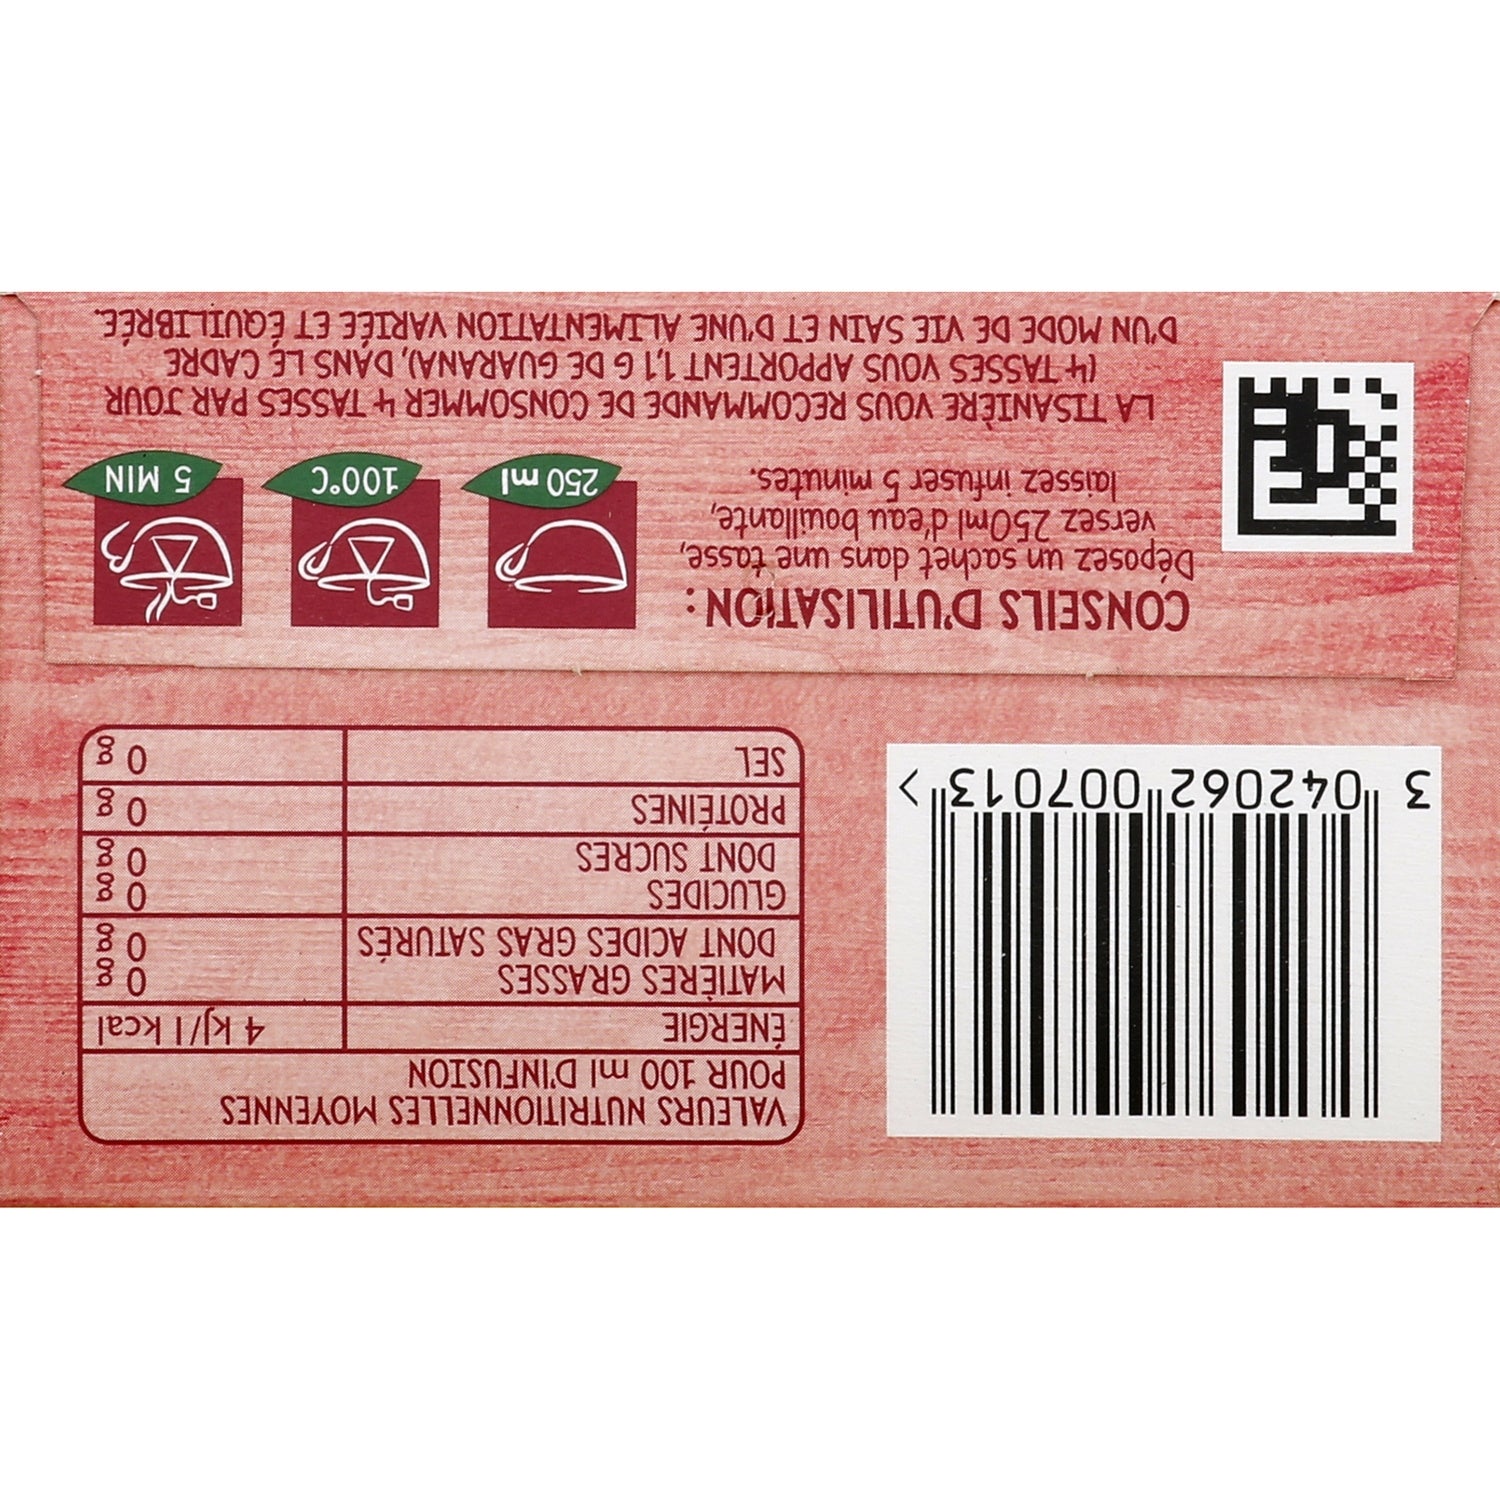 VALEURS NUTRITIONNELLES MOYENNES
POUR 100 ml D'INFUSION
ÉNERGIE 4 kJ/1 kcal
MATIÈRES GRASSES 0 g
DONT ACIDES GRAS SATURÉS 0 g
GLUCIDES 0 g
DONT SUCRES 0 g
PROTÉINES 0 g
SEL 0 g
3 042062 007013 >
CONSEILS D'UTILISATION :
Déposez un sachet dans une tasse,
versez 250ml d'eau bouillante,
laissez infuser 5 minutes.
250 ml
100°C
5 MIN
LA TISANIÈRE VOUS RECOMMANDE DE CONSOMMER 4 TASSES PAR JOUR
(4 TASSES VOUS APPORTENT 1,1 G DE GUARANA), DANS LE CADRE
D'UN MODE DE VIE SAIN ET D'UNE ALIMENTATION VARIÉE ET ÉQUILIBRÉE.